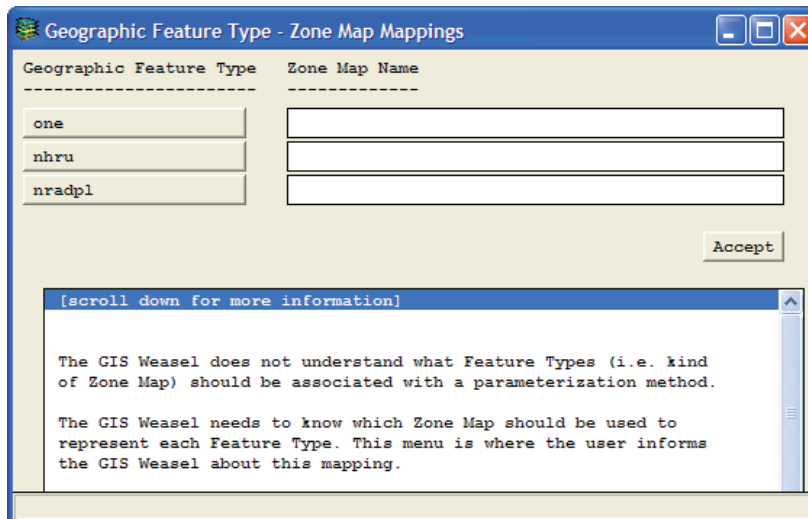 Geographic Feature Type - Zone Map Mappings
Geographic Feature Type Zone Map Name
----------------------- -------------
one
nhru
nradpl
Accept
[scroll down for more information]
The GIS Weasel does not understand what Feature Types (i.e. kind
of Zone Map) should be associated with a parameterization method.
The GIS Weasel needs to know which Zone Map should be used to
represent each Feature Type. This menu is where the user informs
the GIS Weasel about this mapping.